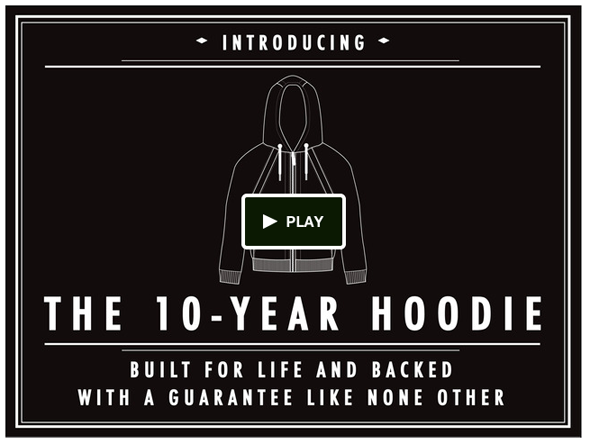 INTRODUCING
PLAY
THE 10-YEAR HOODIE
BUILT FOR LIFE AND BACKED
WITH A GUARANTEE LIKE NONE OTHER